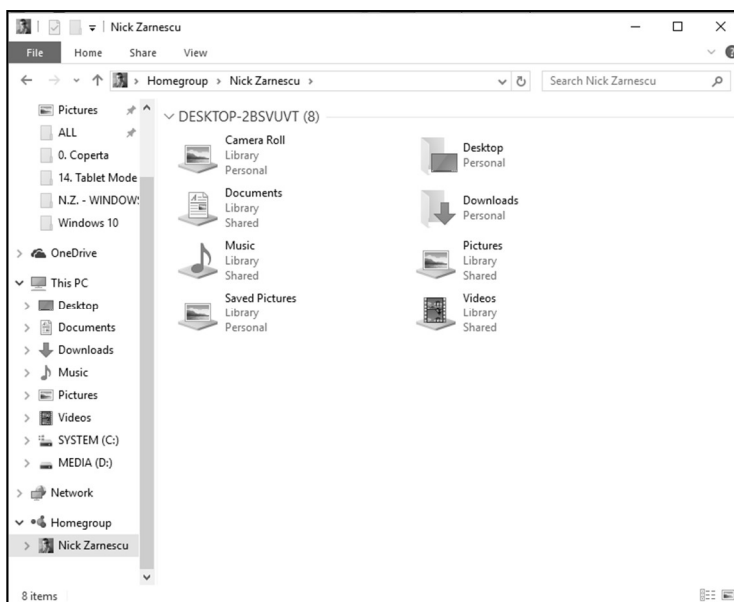 Nick Zarnescu
File Home Share View
Homegroup Nick Zarnescu
Search Nick Zarnescu
Pictures
ALL
0. Coperta
14. Tablet Mode
N.Z. - WINDOWS
Windows 10
OneDrive
This PC
Desktop
Documents
Downloads
Music
Pictures
Videos
SYSTEM (C:)
MEDIA (D:)
Network
Homegroup
Nick Zarnescu
DESKTOP-2BSVUVT (8)
Camera Roll
Library
Personal
Desktop
Personal
Documents
Library
Shared
Downloads
Personal
Music
Library
Shared
Pictures
Library
Shared
Saved Pictures
Library
Personal
Videos
Library
Shared
8 items